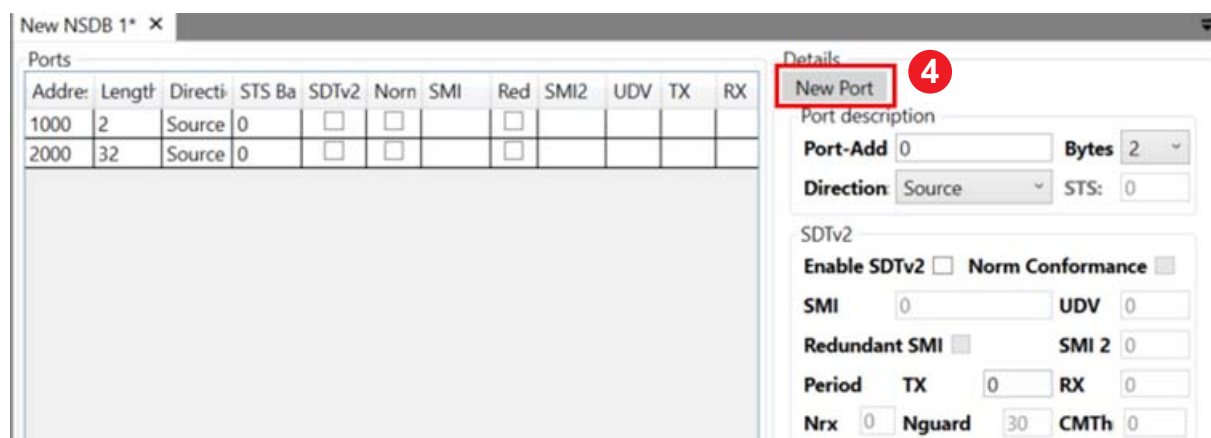 New NSDB 1* ×
Ports
Addre: Length Directi STS Ba SDTv2 Norn SMI Red SMI2 UDV TX RX
1000 2 Source 0
2000 32 Source 0
Details
New Port
4
Port description
Port-Add 0 Bytes 2
Direction: Source STS: 0
SDTv2
Enable SDTv2 Norm Conformance
SMI 0 UDV 0
Redundant SMI SMI 2 0
Period TX 0 RX 0
Nrx 0 Nguard 30 CMTh 0